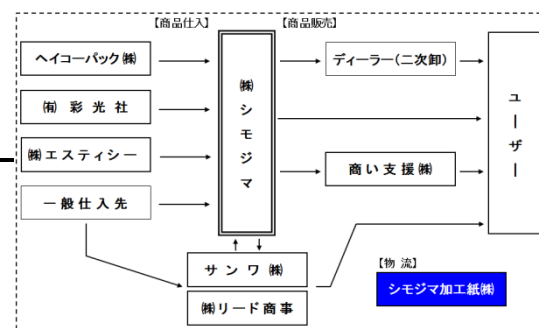 【商品仕入】
【商品販売】
ヘイコーパック㈱
㈲ 彩 光 社
㈱エスティシー
一 般 仕 入 先
㈱シモジマ
ディーラー(二次卸)
商 い 支 援 ㈱
ユーザー
サ ン ワ ㈱
㈱リード商事
【物 流】
シモジマ加工紙㈱